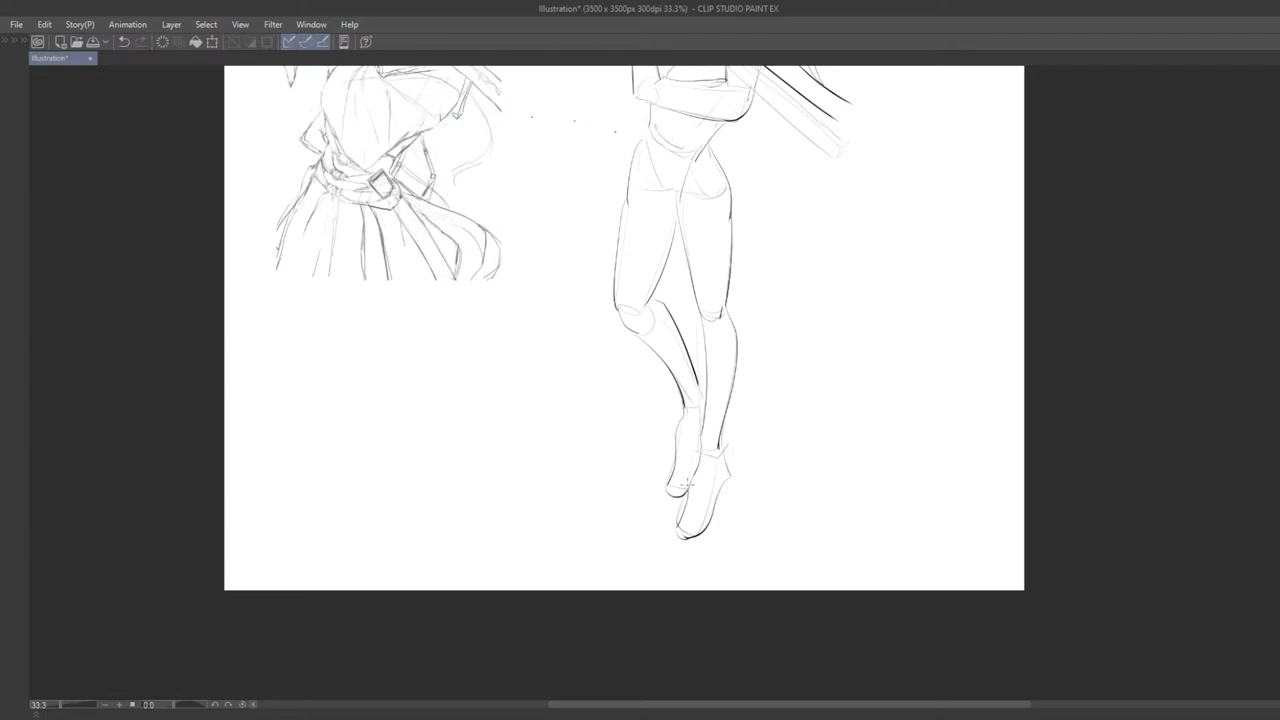 Illustration* (3500 x 3500px 300dpi 33.3%) - CLIP STUDIO PAINT EX
File Edit Story(P) Animation Layer Select View Filter Window Help
Illustration*
33.3 0.0